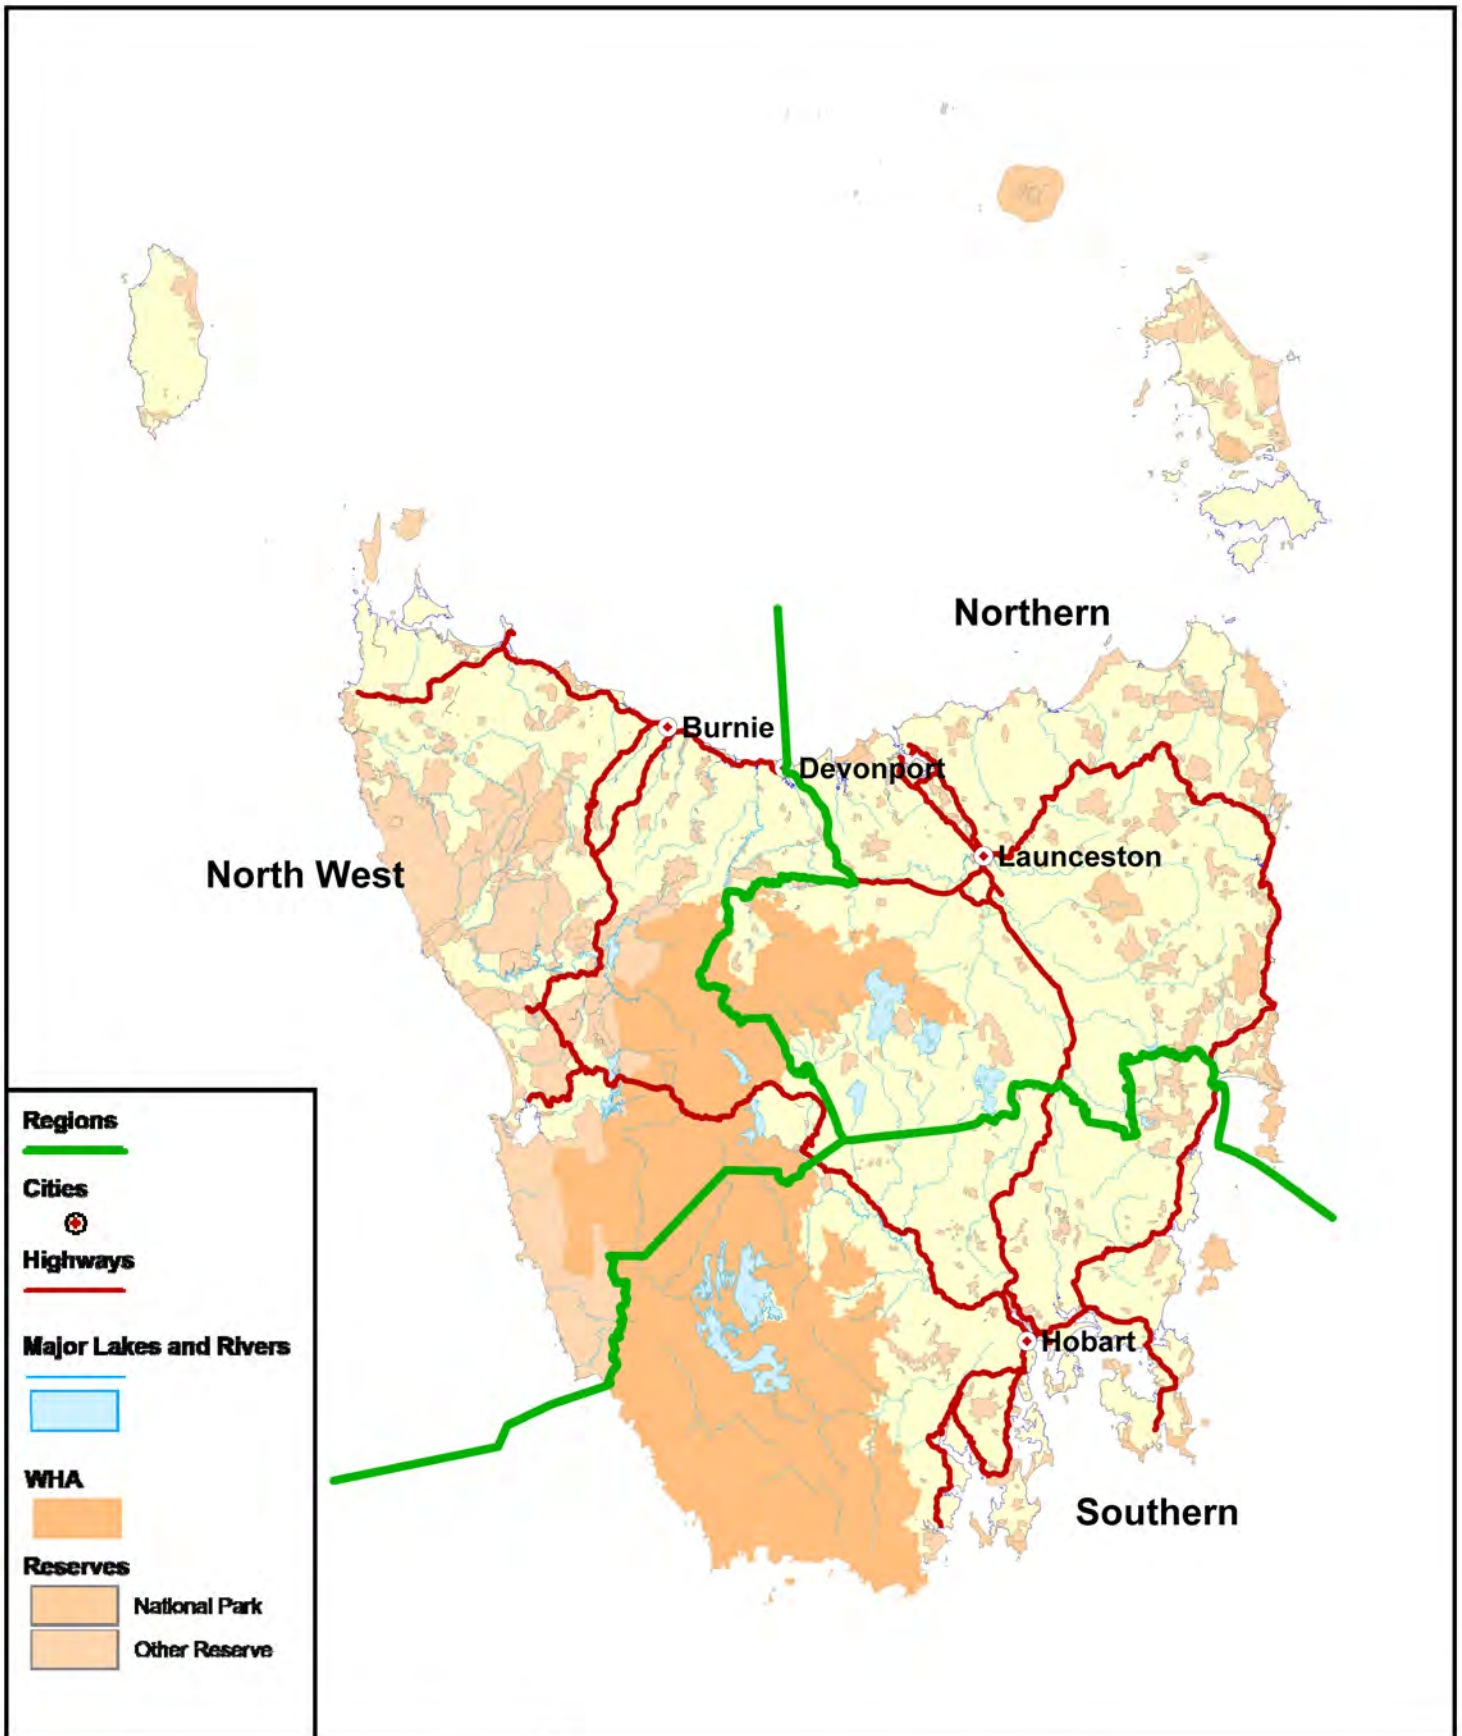 Northern
Burnie
Devonport
Launceston
North West
Regions
Cities
Highways
Major Lakes and Rivers
Hobart
WHA
Southern
Reserves
National Park
Other Reserve